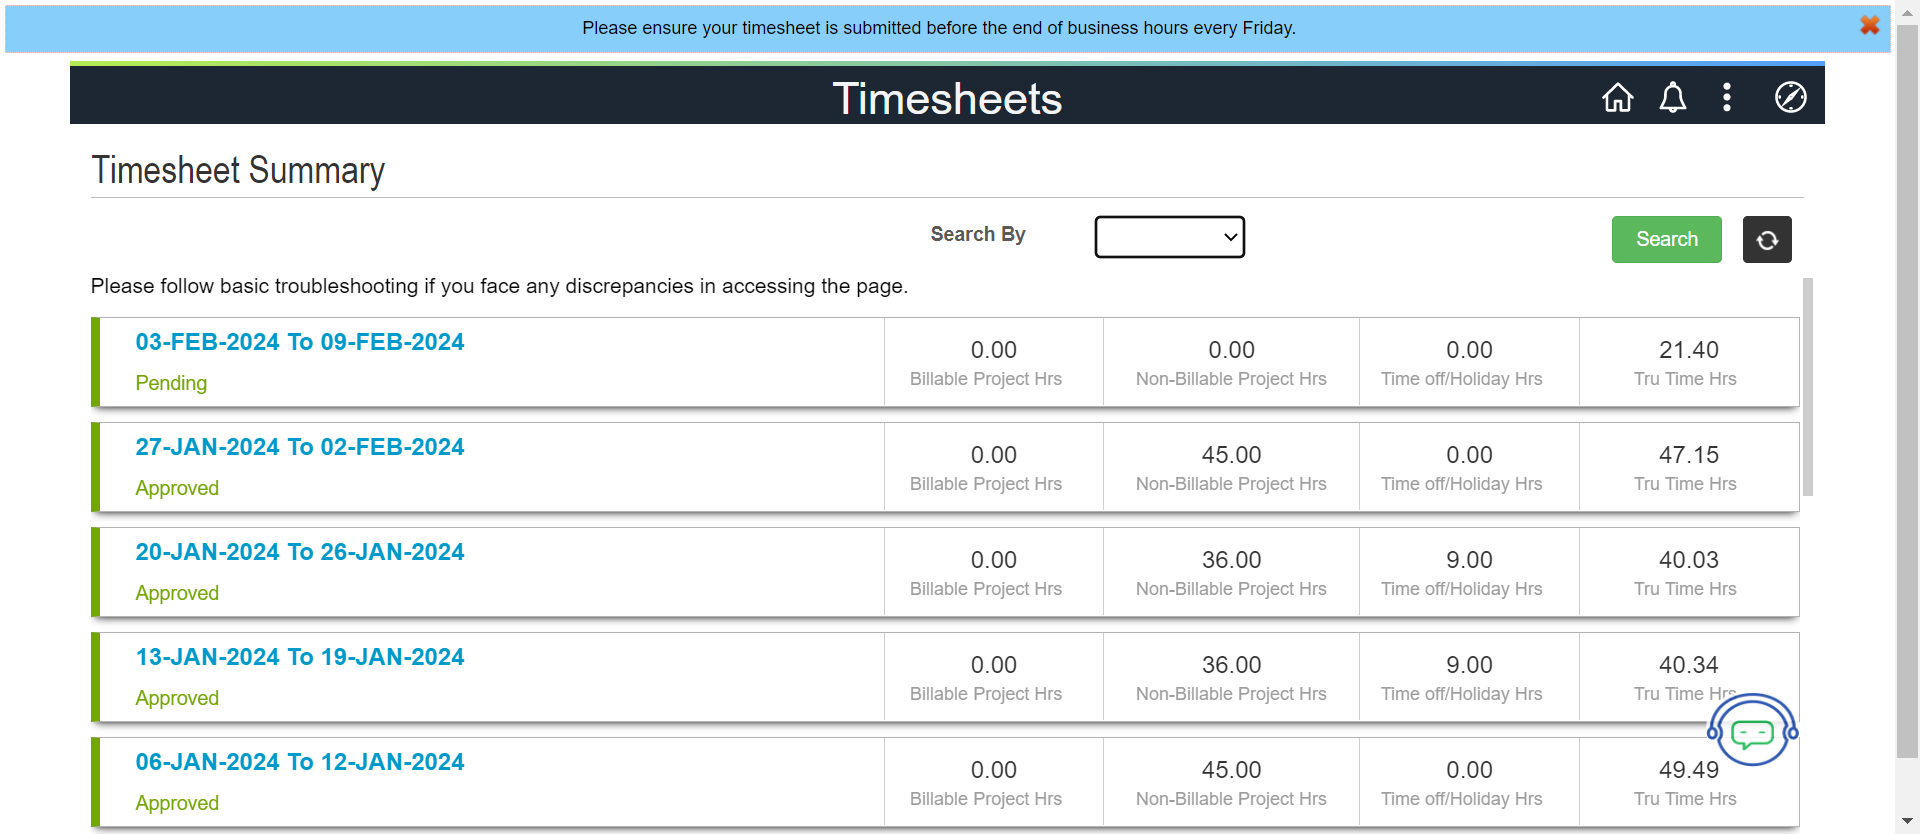 Please ensure your timesheet is submitted before the end of business hours every Friday.
Timesheets
Timesheet Summary
Search By
Search
Please follow basic troubleshooting if you face any discrepancies in accessing the page.
03-FEB-2024 To 09-FEB-2024
Pending
0.00
Billable Project Hrs
0.00
Non-Billable Project Hrs
0.00
Time off/Holiday Hrs
21.40
Tru Time Hrs
27-JAN-2024 To 02-FEB-2024
Approved
0.00
Billable Project Hrs
45.00
Non-Billable Project Hrs
0.00
Time off/Holiday Hrs
47.15
Tru Time Hrs
20-JAN-2024 To 26-JAN-2024
Approved
0.00
Billable Project Hrs
36.00
Non-Billable Project Hrs
9.00
Time off/Holiday Hrs
40.03
Tru Time Hrs
13-JAN-2024 To 19-JAN-2024
Approved
0.00
Billable Project Hrs
36.00
Non-Billable Project Hrs
9.00
Time off/Holiday Hrs
40.34
Tru Time Hrs
06-JAN-2024 To 12-JAN-2024
Approved
0.00
Billable Project Hrs
45.00
Non-Billable Project Hrs
0.00
Time off/Holiday Hrs
49.49
Tru Time Hrs